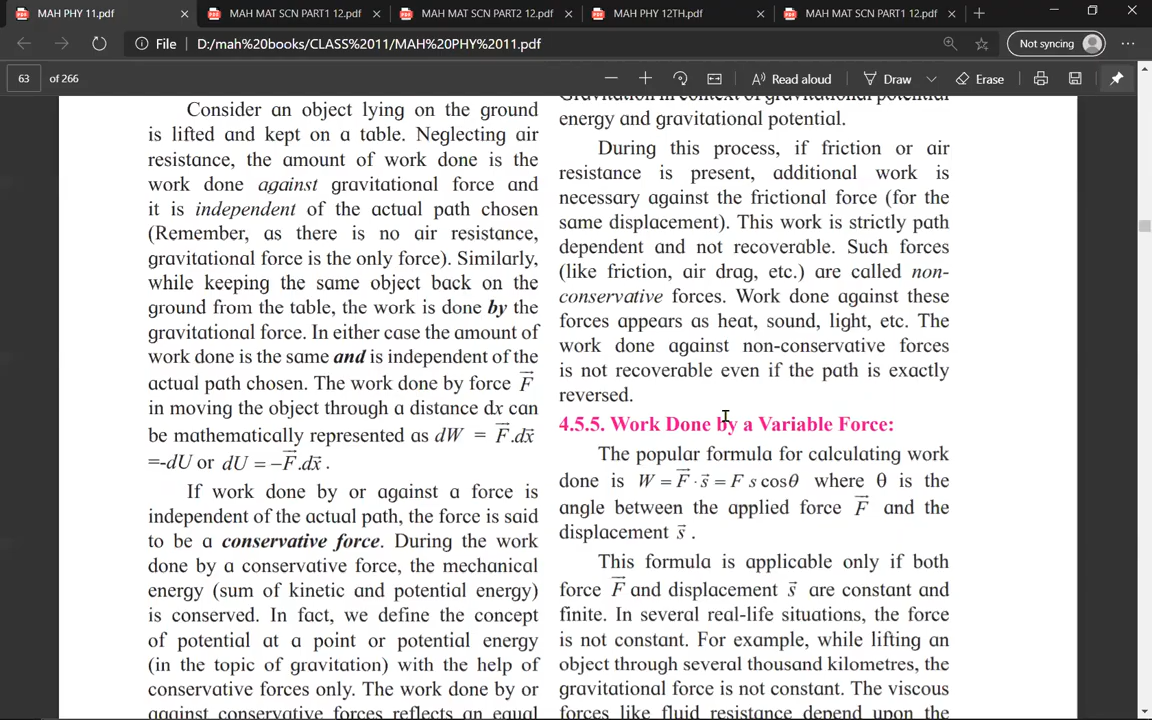 MAH PHY 11.pdf
MAH MAT SCN PART1 12.pdf
MAH MAT SCN PART2 12.pdf
MAH PHY 12TH.pdf
MAH MAT SCN PART1 12.pdf
File D:/mah%20books/CLASS%2011/MAH%20PHY%2011.pdf
Not syncing
63 of 266
Read aloud
Draw
Erase
Consider an object lying on the ground
is lifted and kept on a table. Neglecting air
resistance, the amount of work done is the
work done against gravitational force and
it is independent of the actual path chosen
(Remember, as there is no air resistance,
gravitational force is the only force). Similarly,
while keeping the same object back on the
ground from the table, the work is done by the
gravitational force. In either case the amount of
work done is the same and is independent of the
actual path chosen. The work done by force F⃗
in moving the object through a distance dx can
be mathematically represented as dW = F⃗.dx⃗
=-dU or dU = −F⃗.dx⃗ .
If work done by or against a force is
independent of the actual path, the force is said
to be a conservative force. During the work
done by a conservative force, the mechanical
energy (sum of kinetic and potential energy)
is conserved. In fact, we define the concept
of potential at a point or potential energy
(in the topic of gravitation) with the help of
conservative forces only. The work done by or
against conservative forces reflects an equal
Gravitation in context of gravitational potential
energy and gravitational potential.
During this process, if friction or air
resistance is present, additional work is
necessary against the frictional force (for the
same displacement). This work is strictly path
dependent and not recoverable. Such forces
(like friction, air drag, etc.) are called non-
conservative forces. Work done against these
forces appears as heat, sound, light, etc. The
work done against non-conservative forces
is not recoverable even if the path is exactly
reversed.
4.5.5. Work Done by a Variable Force:
The popular formula for calculating work
done is W = F⃗ · s⃗ = F s cosθ where θ is the
angle between the applied force F⃗ and the
displacement s⃗ .
This formula is applicable only if both
force F⃗ and displacement s⃗ are constant and
finite. In several real-life situations, the force
is not constant. For example, while lifting an
object through several thousand kilometres, the
gravitational force is not constant. The viscous
forces like fluid resistance depend upon the